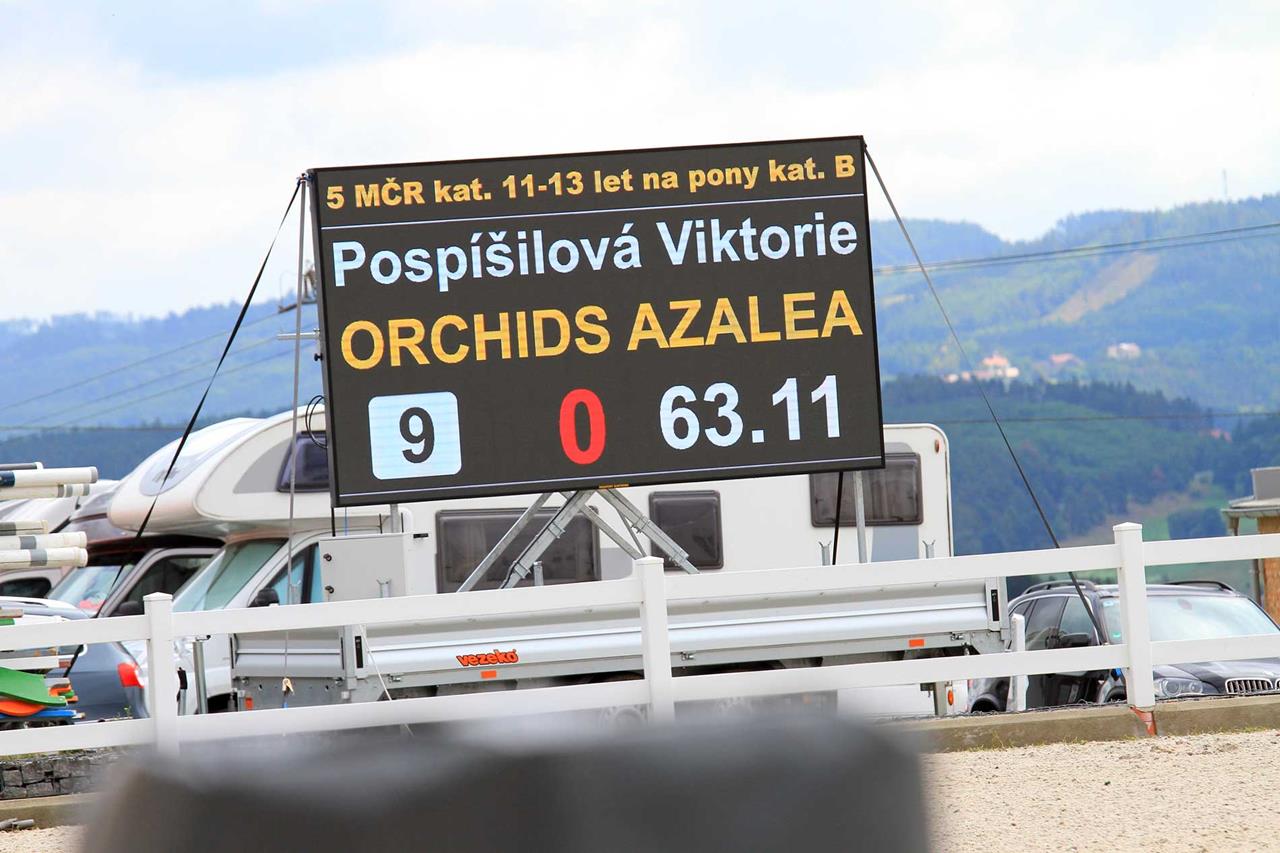 5 MČR kat. 11-13 let na pony kat. B
Pospíšilová Viktorie
ORCHIDS AZALEA
9 0 63.11
vezeko